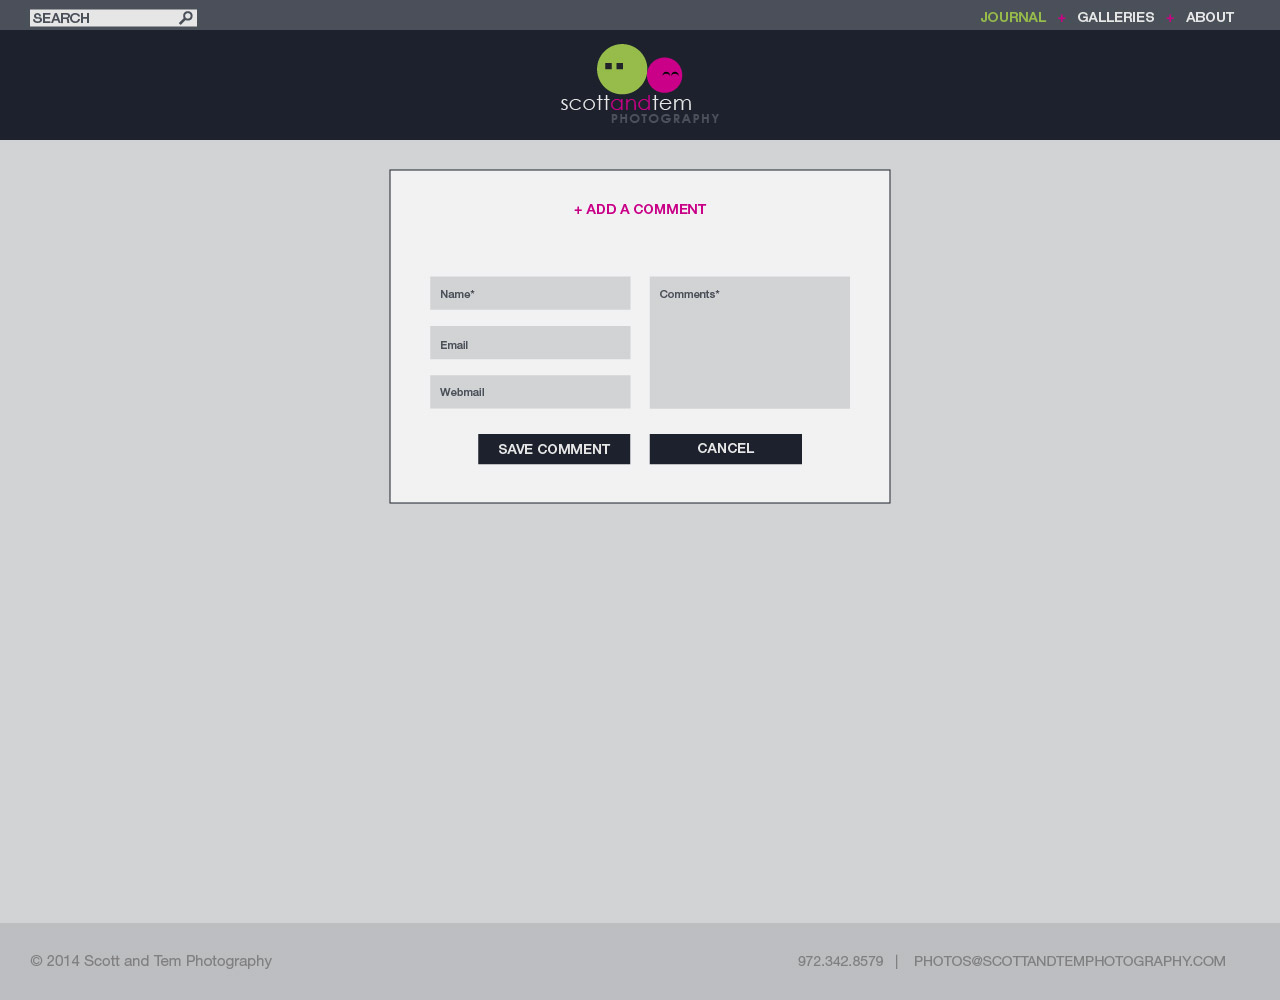 SEARCH
JOURNAL + GALLERIES + ABOUT
scottandtem
PHOTOGRAPHY
+ ADD A COMMENT
Name*
Comments*
Email
Webmail
SAVE COMMENT
CANCEL
© 2014 Scott and Tem Photography
972.342.8579 | PHOTOS@SCOTTANDTEMPHOTOGRAPHY.COM